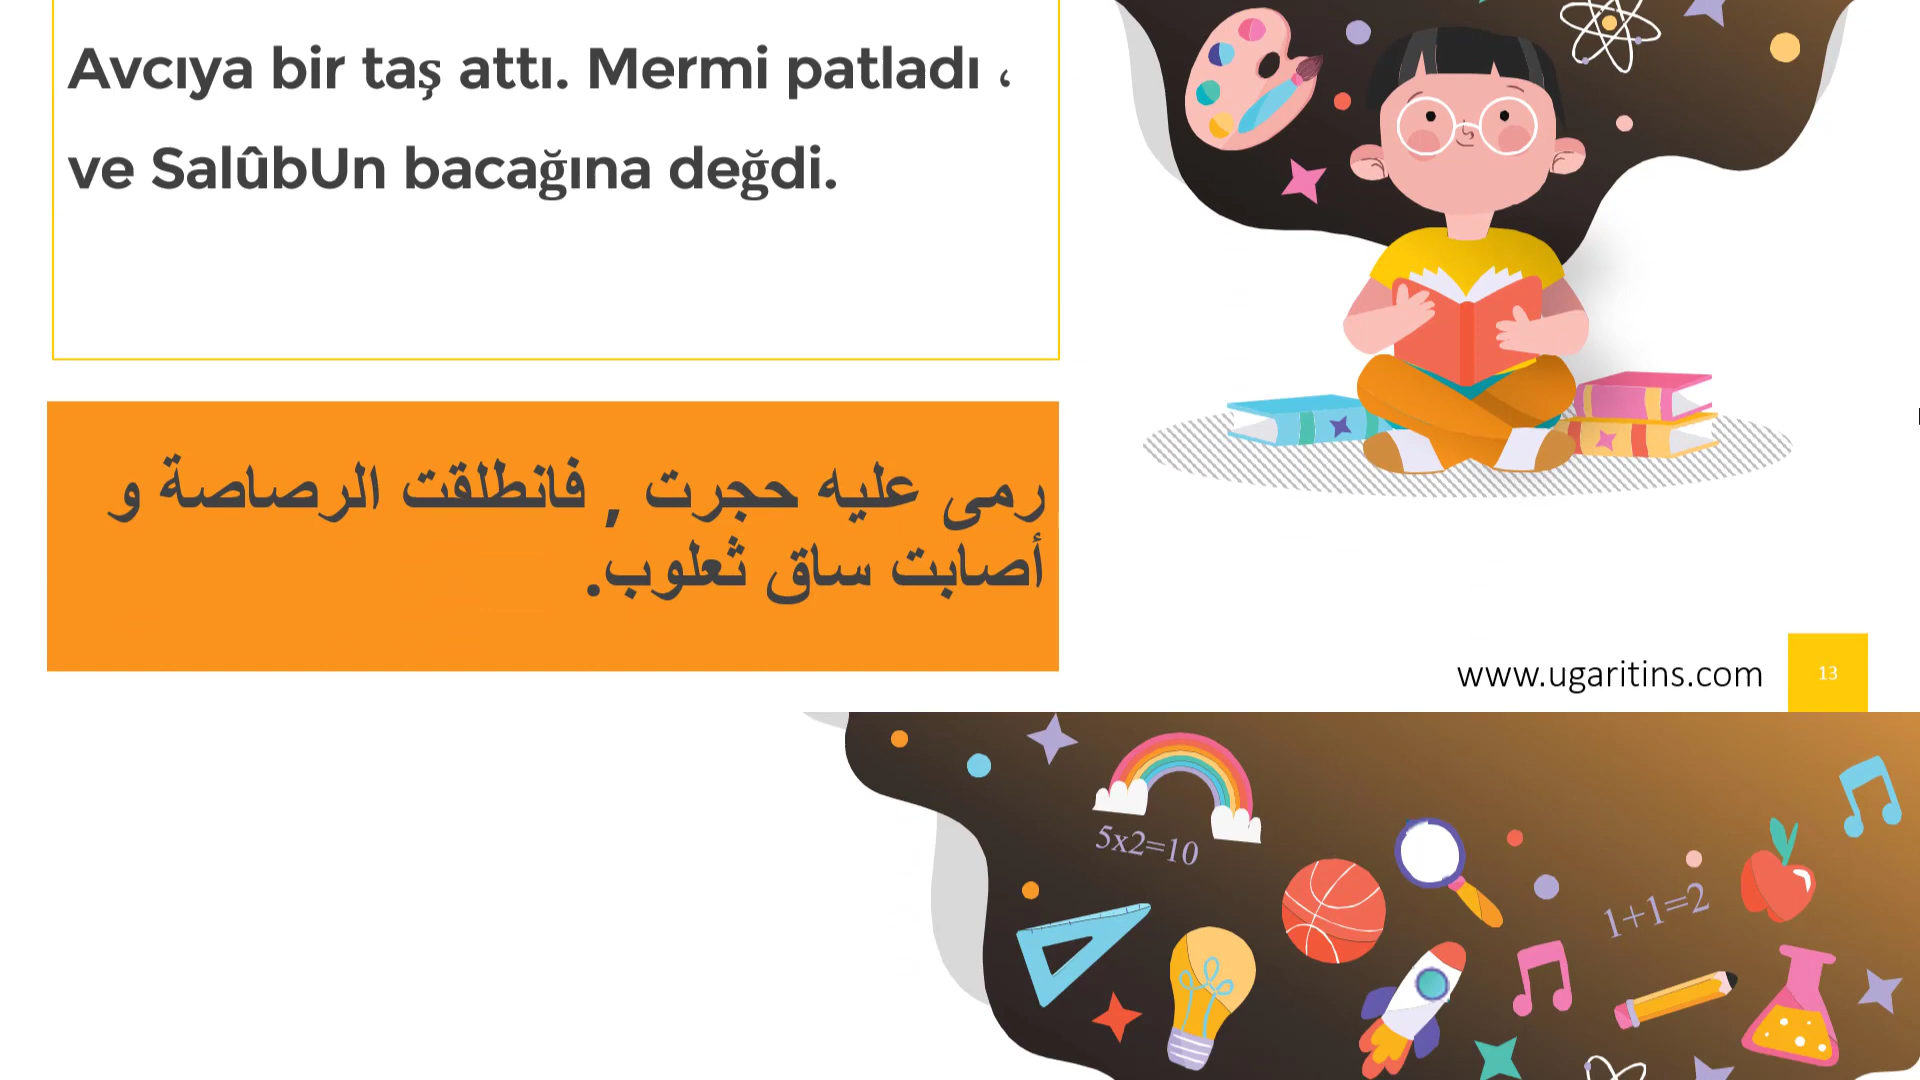 Avcıya bir taş attı. Mermi patladı ،
ve SalûbUn bacağına değdi.
رمى عليه حجرت , فانطلقت الرصاصة و
أصابت ساق ثعلوب.
www.ugaritins.com
13
5x2=10
1+1=2